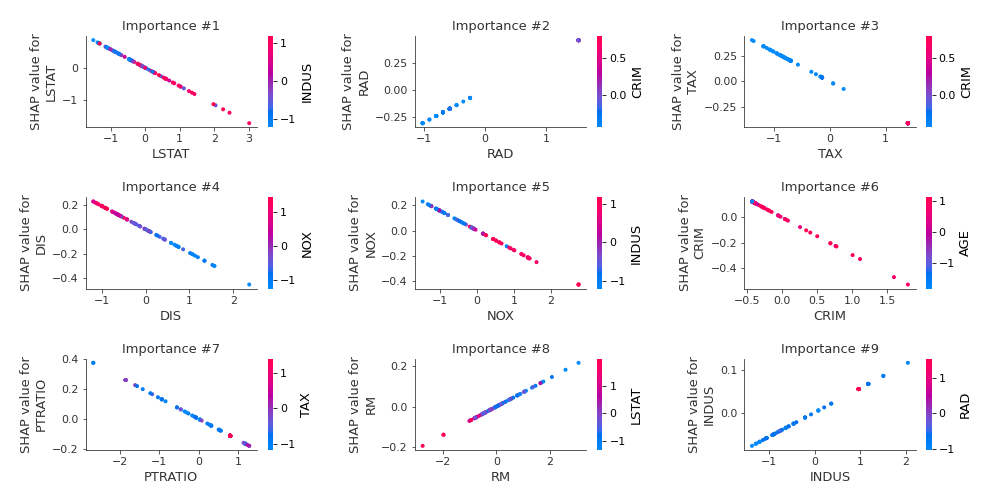 Importance #1
SHAP value for
LSTAT
0
−1
−1
0
1
2
3
LSTAT
1
0
−1
INDUS
Importance #2
SHAP value for
RAD
0.25
0.00
−0.25
−1
0
1
RAD
0.5
0.0
CRIM
Importance #3
SHAP value for
TAX
0.25
0.00
−0.25
−1
0
1
TAX
0.5
0.0
CRIM
Importance #4
SHAP value for
DIS
0.2
0.0
−0.2
−0.4
−1
0
1
2
DIS
1
0
−1
NOX
Importance #5
SHAP value for
NOX
0.2
0.0
−0.2
−0.4
−1
0
1
2
NOX
1
0
−1
INDUS
Importance #6
SHAP value for
CRIM
0.0
−0.2
−0.4
−0.5
0.0
0.5
1.0
1.5
CRIM
1
0
−1
AGE
Importance #7
SHAP value for
PTRATIO
0.4
0.2
0.0
−0.2
−2
−1
0
1
PTRATIO
1
0
−1
TAX
Importance #8
SHAP value for
RM
0.2
0.0
−0.2
−2
0
2
RM
1
0
−1
LSTAT
Importance #9
SHAP value for
INDUS
0.1
0.0
−1
0
1
2
INDUS
1
0
−1
RAD